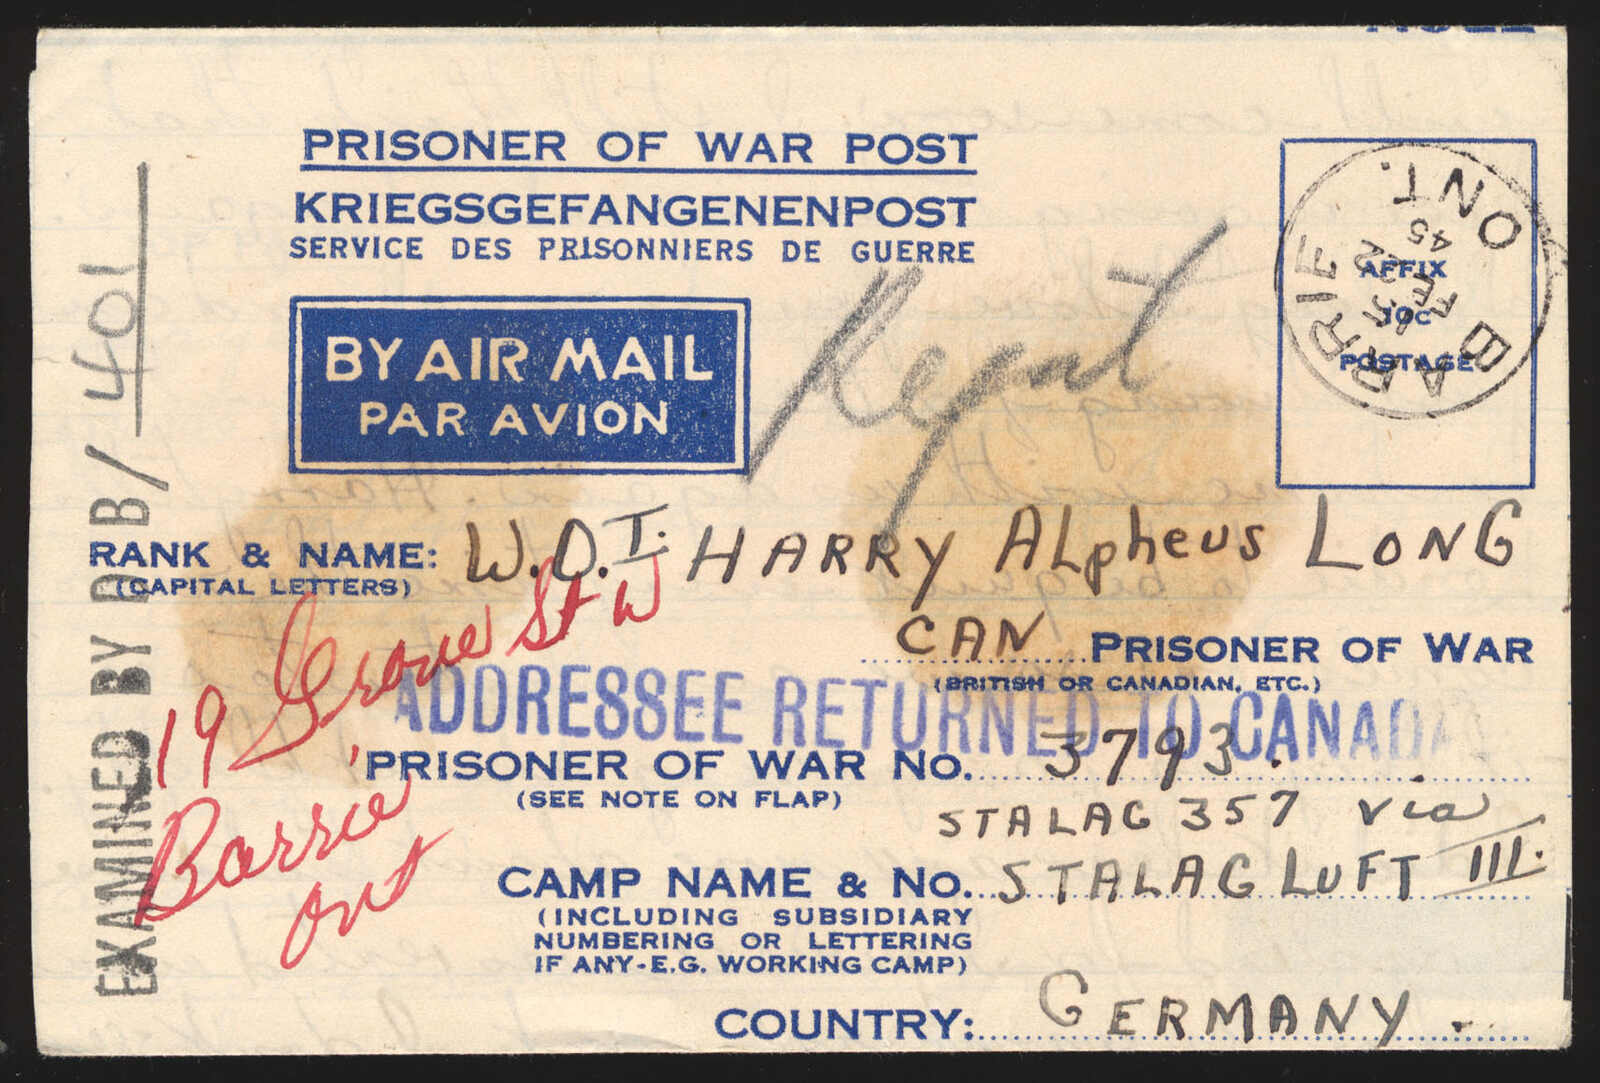 PRISONER OF WAR POST
KRIEGSGEFANGENENPOST
SERVICE DES PRISONNIERS DE GUERRE
BY AIR MAIL
PAR AVION
AFFIX
10C
POSTAGE
BARRIE
ONT.
FE 22
45
EXAMINED BY D B/ 401
RANK & NAME: W.O.I. HARRY ALpheus LONG
(CAPITAL LETTERS)
CAN PRISONER OF WAR
(BRITISH OR CANADIAN, ETC.)
19 Grove St W
Barrie
Ont
ADDRESSEE RETURNED TO CANADA
PRISONER OF WAR No. 3793.
(SEE NOTE ON FLAP)
STALAG 357 via
CAMP NAME & No. STALAG LUFT III.
(INCLUDING SUBSIDIARY
NUMBERING OR LETTERING
IF ANY-E.G. WORKING CAMP)
COUNTRY: GERMANY.